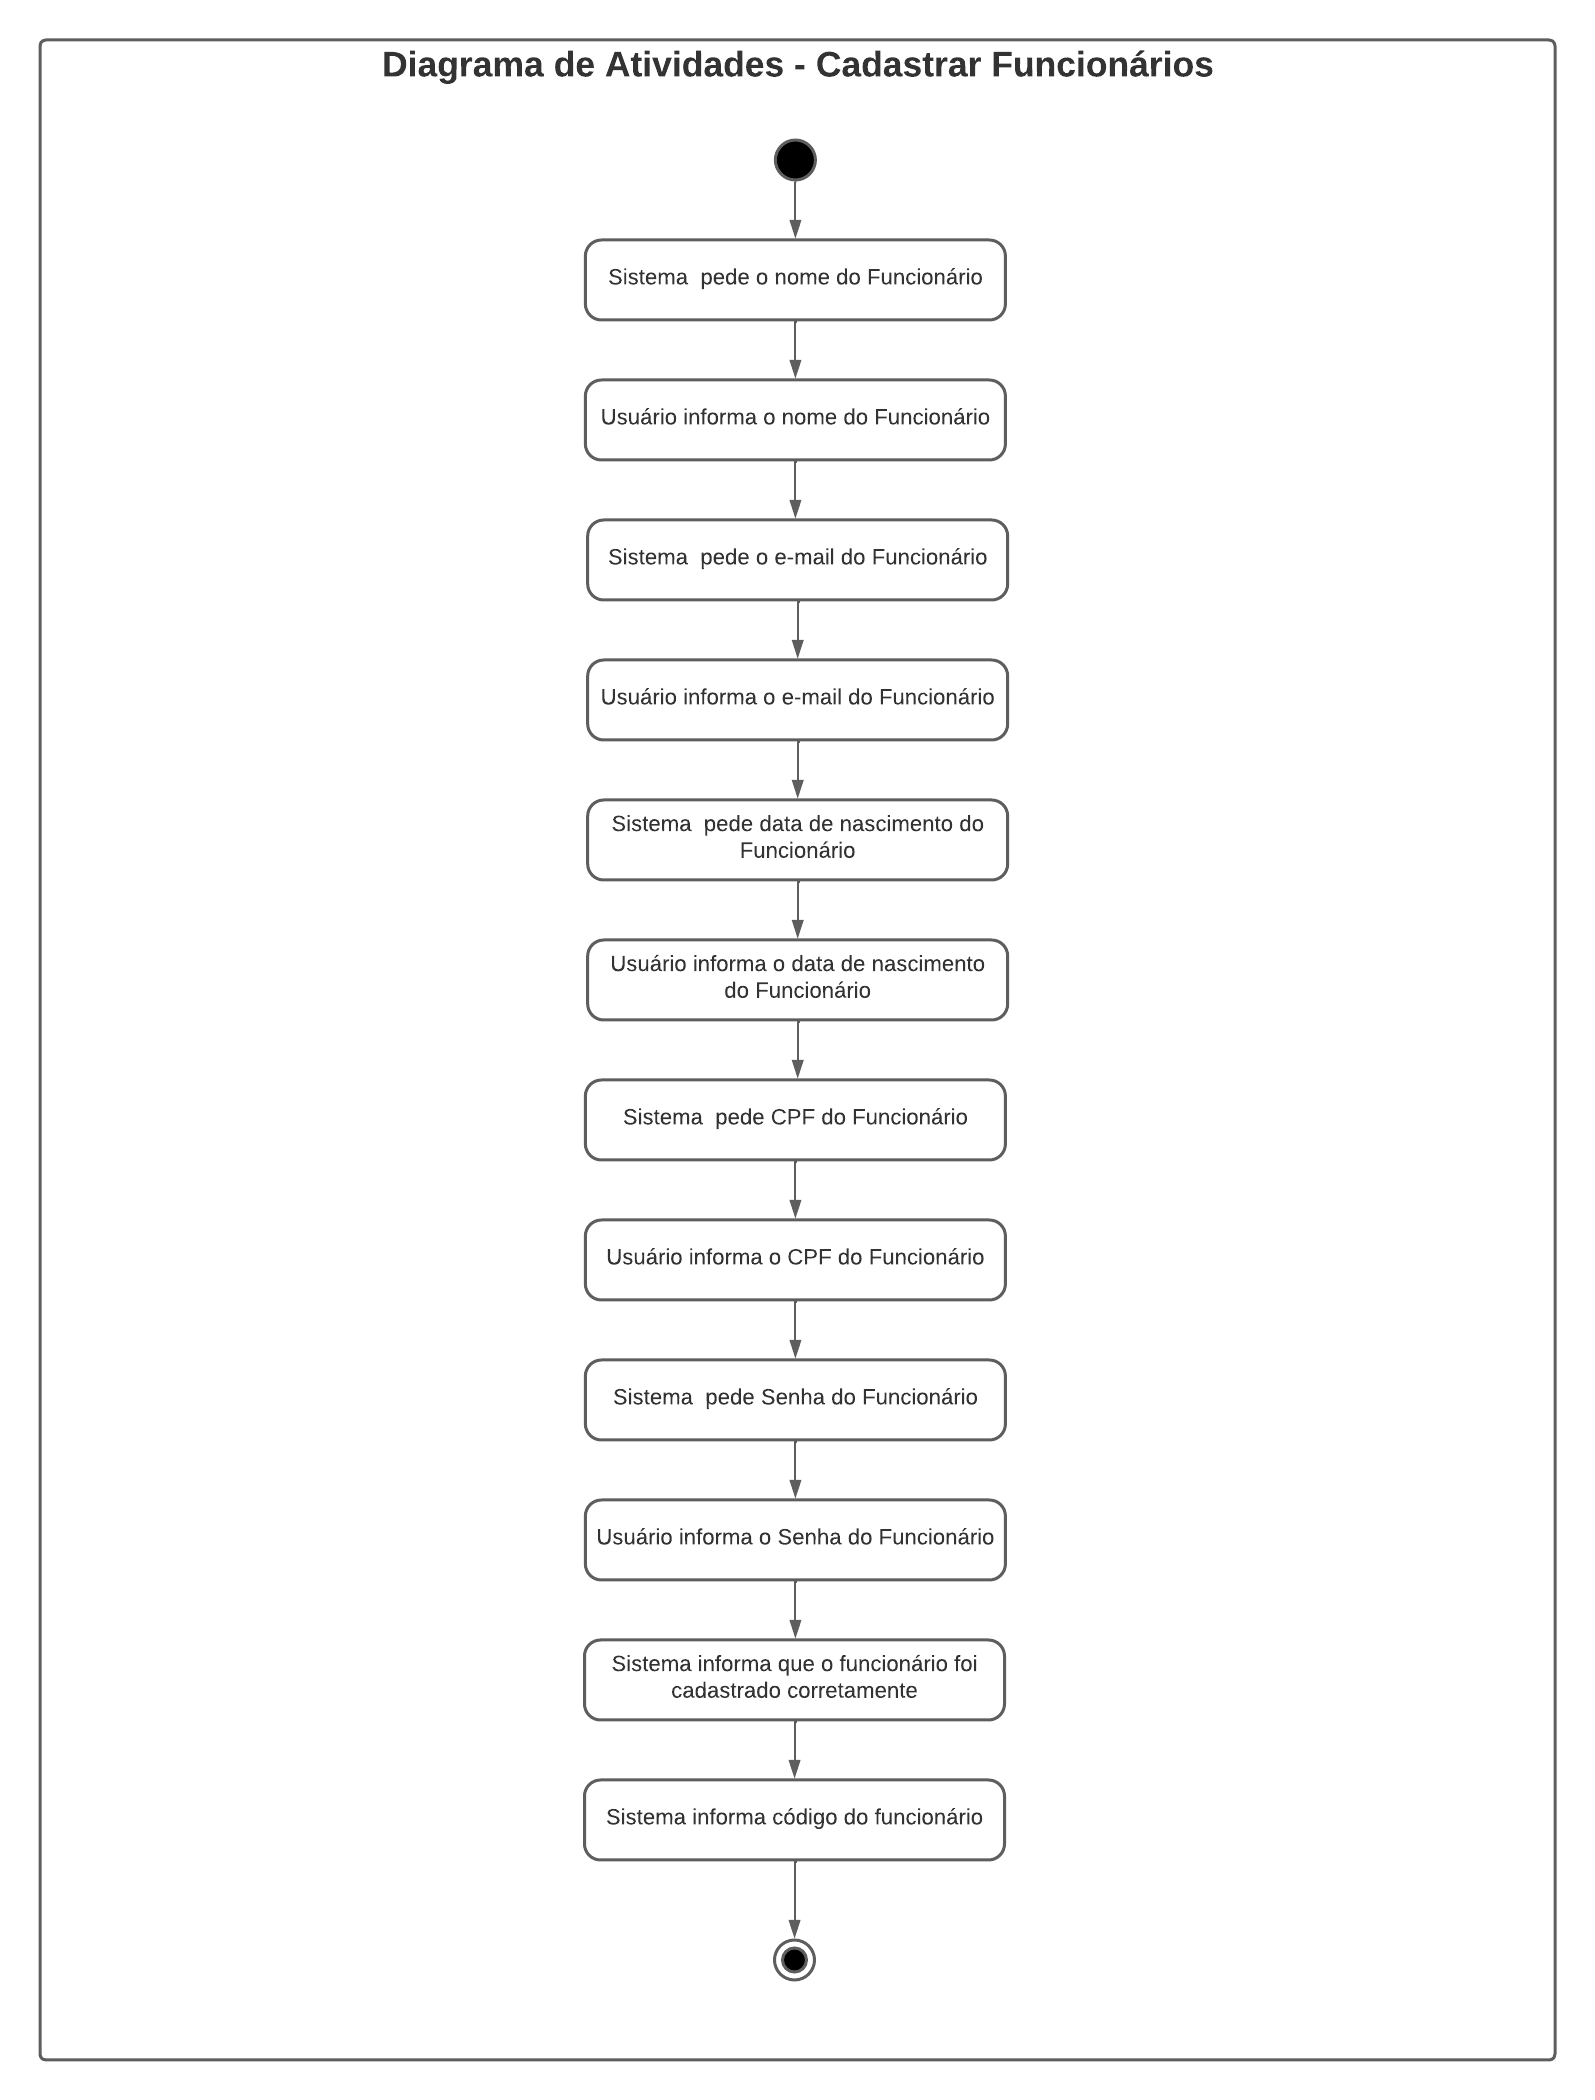 Diagrama de Atividades - Cadastrar Funcionários
Sistema  pede o nome do Funcionário
Usuário informa o nome do Funcionário
Sistema  pede o e-mail do Funcionário
Usuário informa o e-mail do Funcionário
Sistema  pede data de nascimento do
Funcionário
Usuário informa o data de nascimento
do Funcionário
Sistema  pede CPF do Funcionário
Usuário informa o CPF do Funcionário
Sistema  pede Senha do Funcionário
Usuário informa o Senha do Funcionário
Sistema informa que o funcionário foi
cadastrado corretamente
Sistema informa código do funcionário